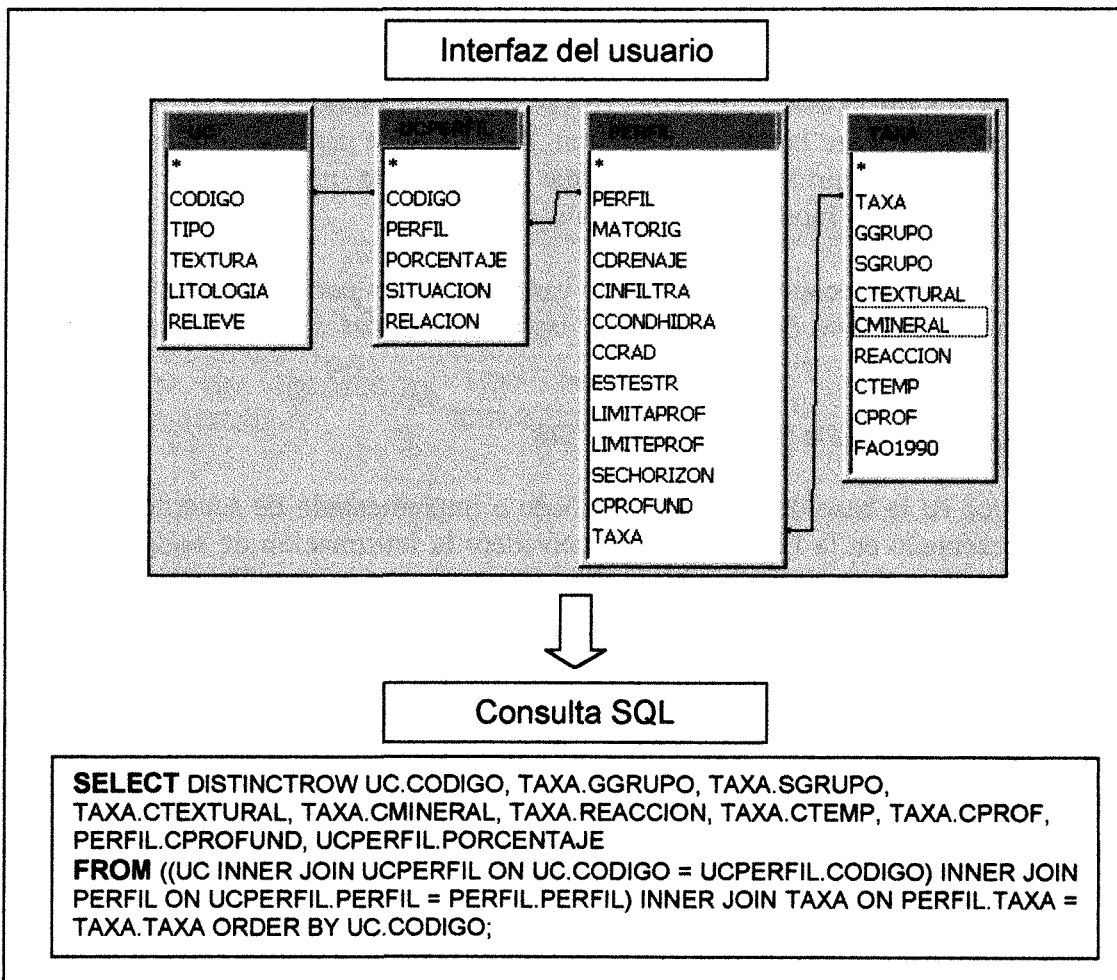 Interfaz del usuario
UC
*
CODIGO
TIPO
TEXTURA
LITOLOGIA
RELIEVE
UCPERFIL
*
CODIGO
PERFIL
PORCENTAJE
SITUACION
RELACION
PERFIL
*
PERFIL
MATORIG
CDRENAJE
CINFILTRA
CCONDHIDRA
CCRAD
ESTESTR
LIMITAPROF
LIMITEPROF
SECHORIZON
CPROFUND
TAXA
TAXA
*
TAXA
GGRUPO
SGRUPO
CTEXTURAL
CMINERAL
REACCION
CTEMP
CPROF
FAO1990
Consulta SQL
SELECT DISTINCTROW UC.CODIGO, TAXA.GGRUPO, TAXA.SGRUPO,
TAXA.CTEXTURAL, TAXA.CMINERAL, TAXA.REACCION, TAXA.CTEMP, TAXA.CPROF,
PERFIL.CPROFUND, UCPERFIL.PORCENTAJE
FROM ((UC INNER JOIN UCPERFIL ON UC.CODIGO = UCPERFIL.CODIGO) INNER JOIN
PERFIL ON UCPERFIL.PERFIL = PERFIL.PERFIL) INNER JOIN TAXA ON PERFIL.TAXA =
TAXA.TAXA ORDER BY UC.CODIGO;